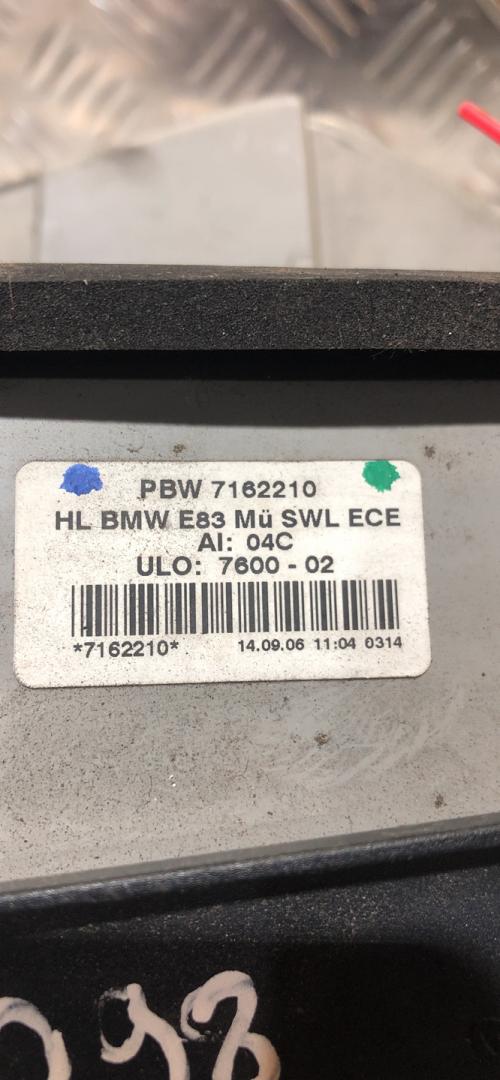 PBW 7162210
HL BMW E83 Mü SWL ECE
AI: 04C
ULO: 7600 - 02
*7162210* 14.09.06 11:04 0314